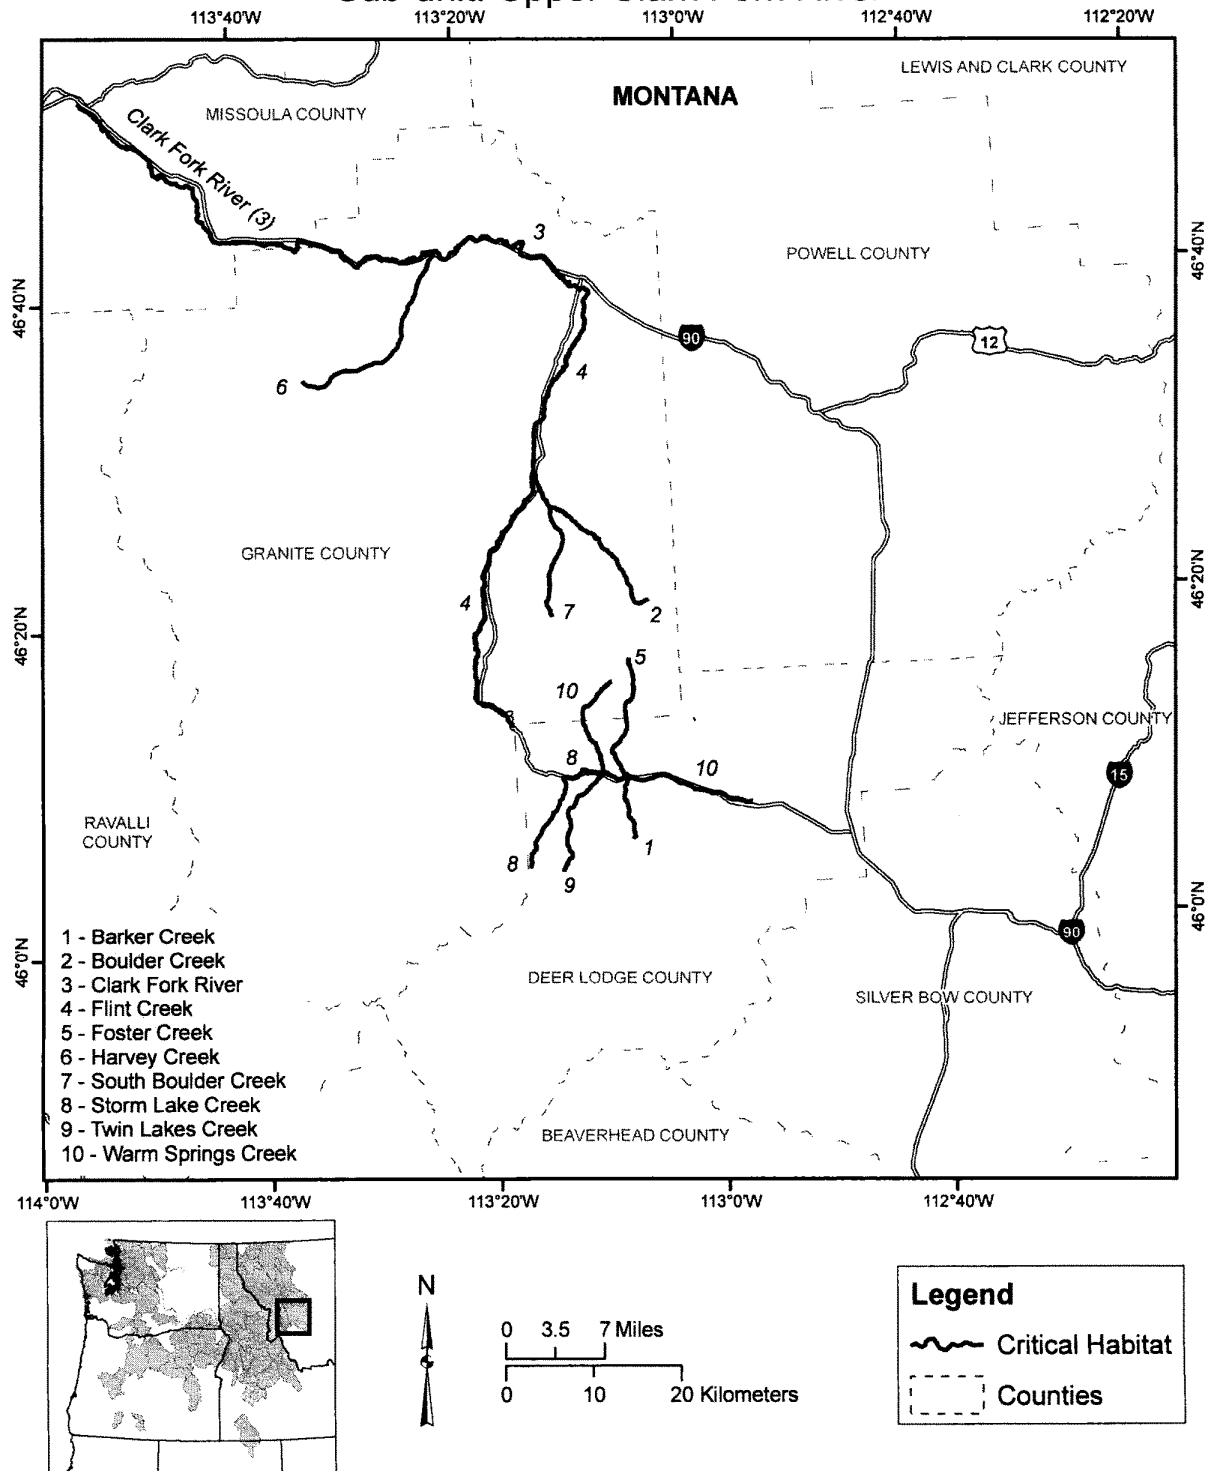 113°40'W 113°20'W 113°0'W 112°40'W 112°20'W
LEWIS AND CLARK COUNTY
MONTANA
MISSOULA COUNTY
Clark Fork River (3)
3
POWELL COUNTY
46°40'N
46°40'N
90
12
6
4
GRANITE COUNTY
46°20'N
4
7
2
46°20'N
5
10
JEFFERSON COUNTY
8
10
15
RAVALLI
COUNTY
8
9
1
46°0'N
90
1 - Barker Creek
2 - Boulder Creek
3 - Clark Fork River
4 - Flint Creek
5 - Foster Creek
6 - Harvey Creek
7 - South Boulder Creek
8 - Storm Lake Creek
9 - Twin Lakes Creek
10 - Warm Springs Creek
46°0'N
DEER LODGE COUNTY
SILVER BOW COUNTY
BEAVERHEAD COUNTY
114°0'W 113°40'W 113°20'W 113°0'W 112°40'W
N
0 3.5 7 Miles
0 10 20 Kilometers
Legend
Critical Habitat
Counties